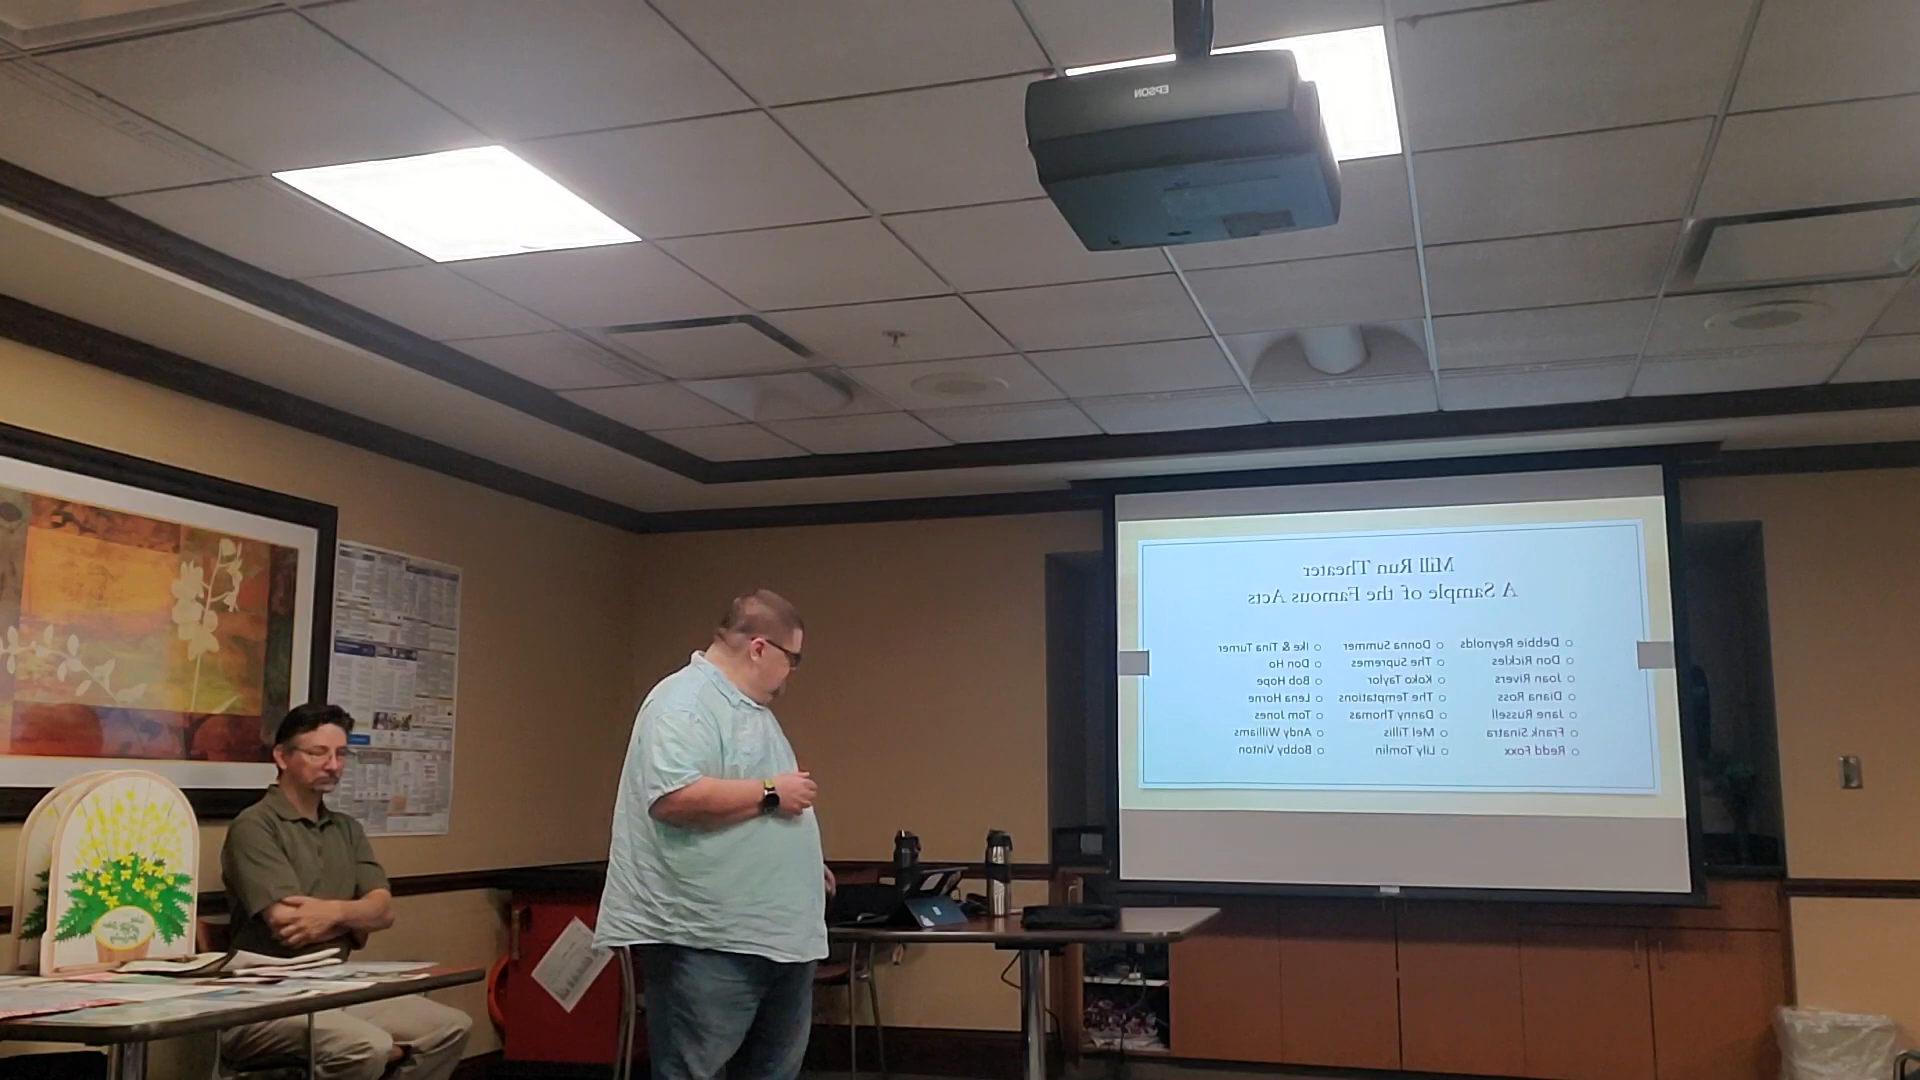 EPSON
Mill Run Theater
A Sample of the Famous Acts
Debbie Reynolds
Don Rickles
Joan Rivers
Diana Ross
Jane Russell
Frank Sinatra
Redd Foxx
Donna Summer
The Supremes
Koko Taylor
The Temptations
Danny Thomas
Mel Tillis
Lily Tomlin
Ike & Tina Turner
Don Ho
Bob Hope
Lena Horne
Tom Jones
Andy Williams
Bobby Vinton